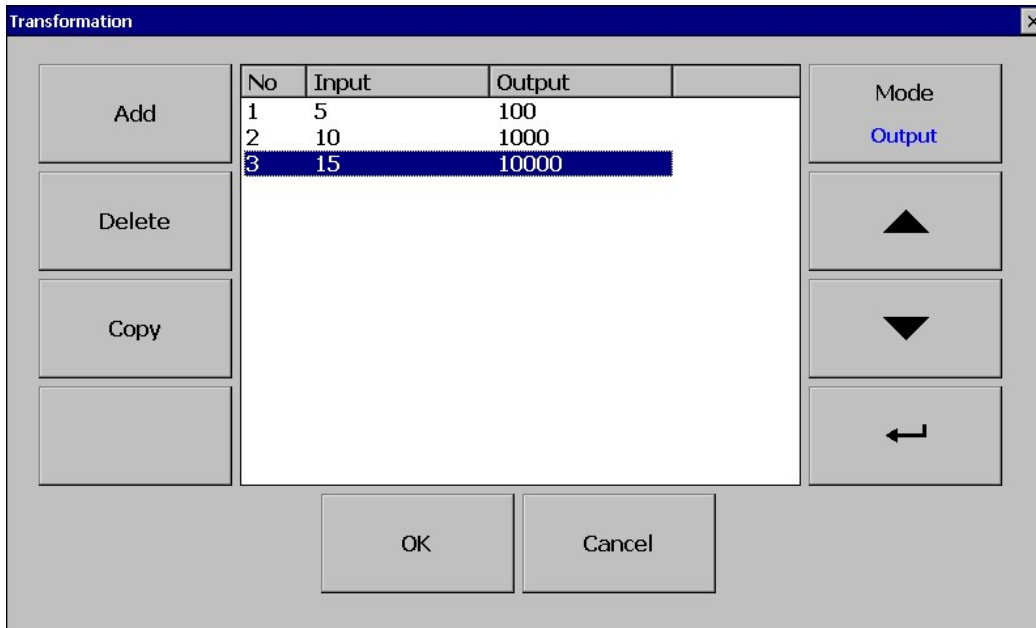 Transformation
Add
Delete
Copy
No Input Output
1 5 100
2 10 1000
3 15 10000
Mode
Output
OK Cancel